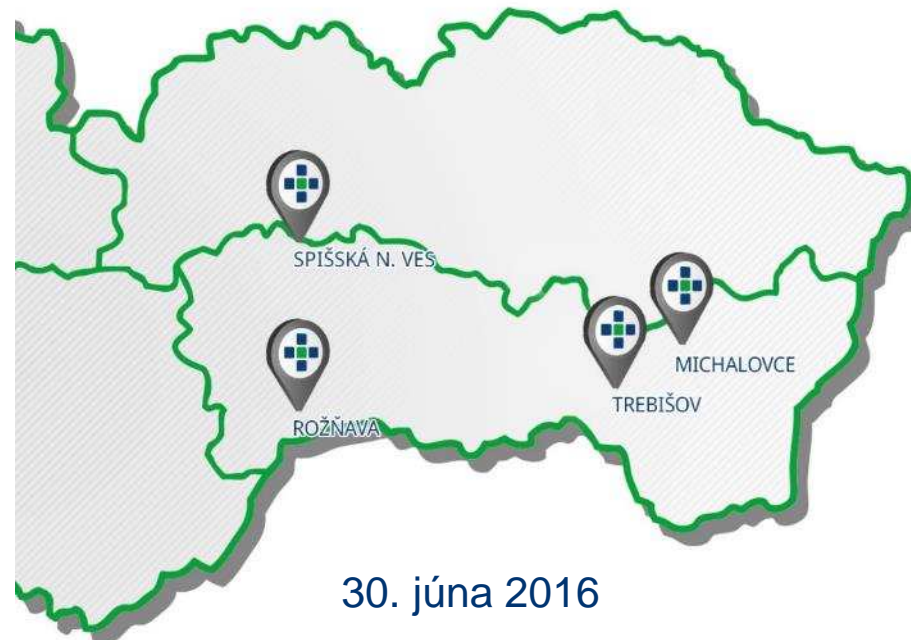 SPIŠSKÁ N. VES
MICHALOVCE
TREBIŠOV
ROŽŇAVA
30. júna 2016